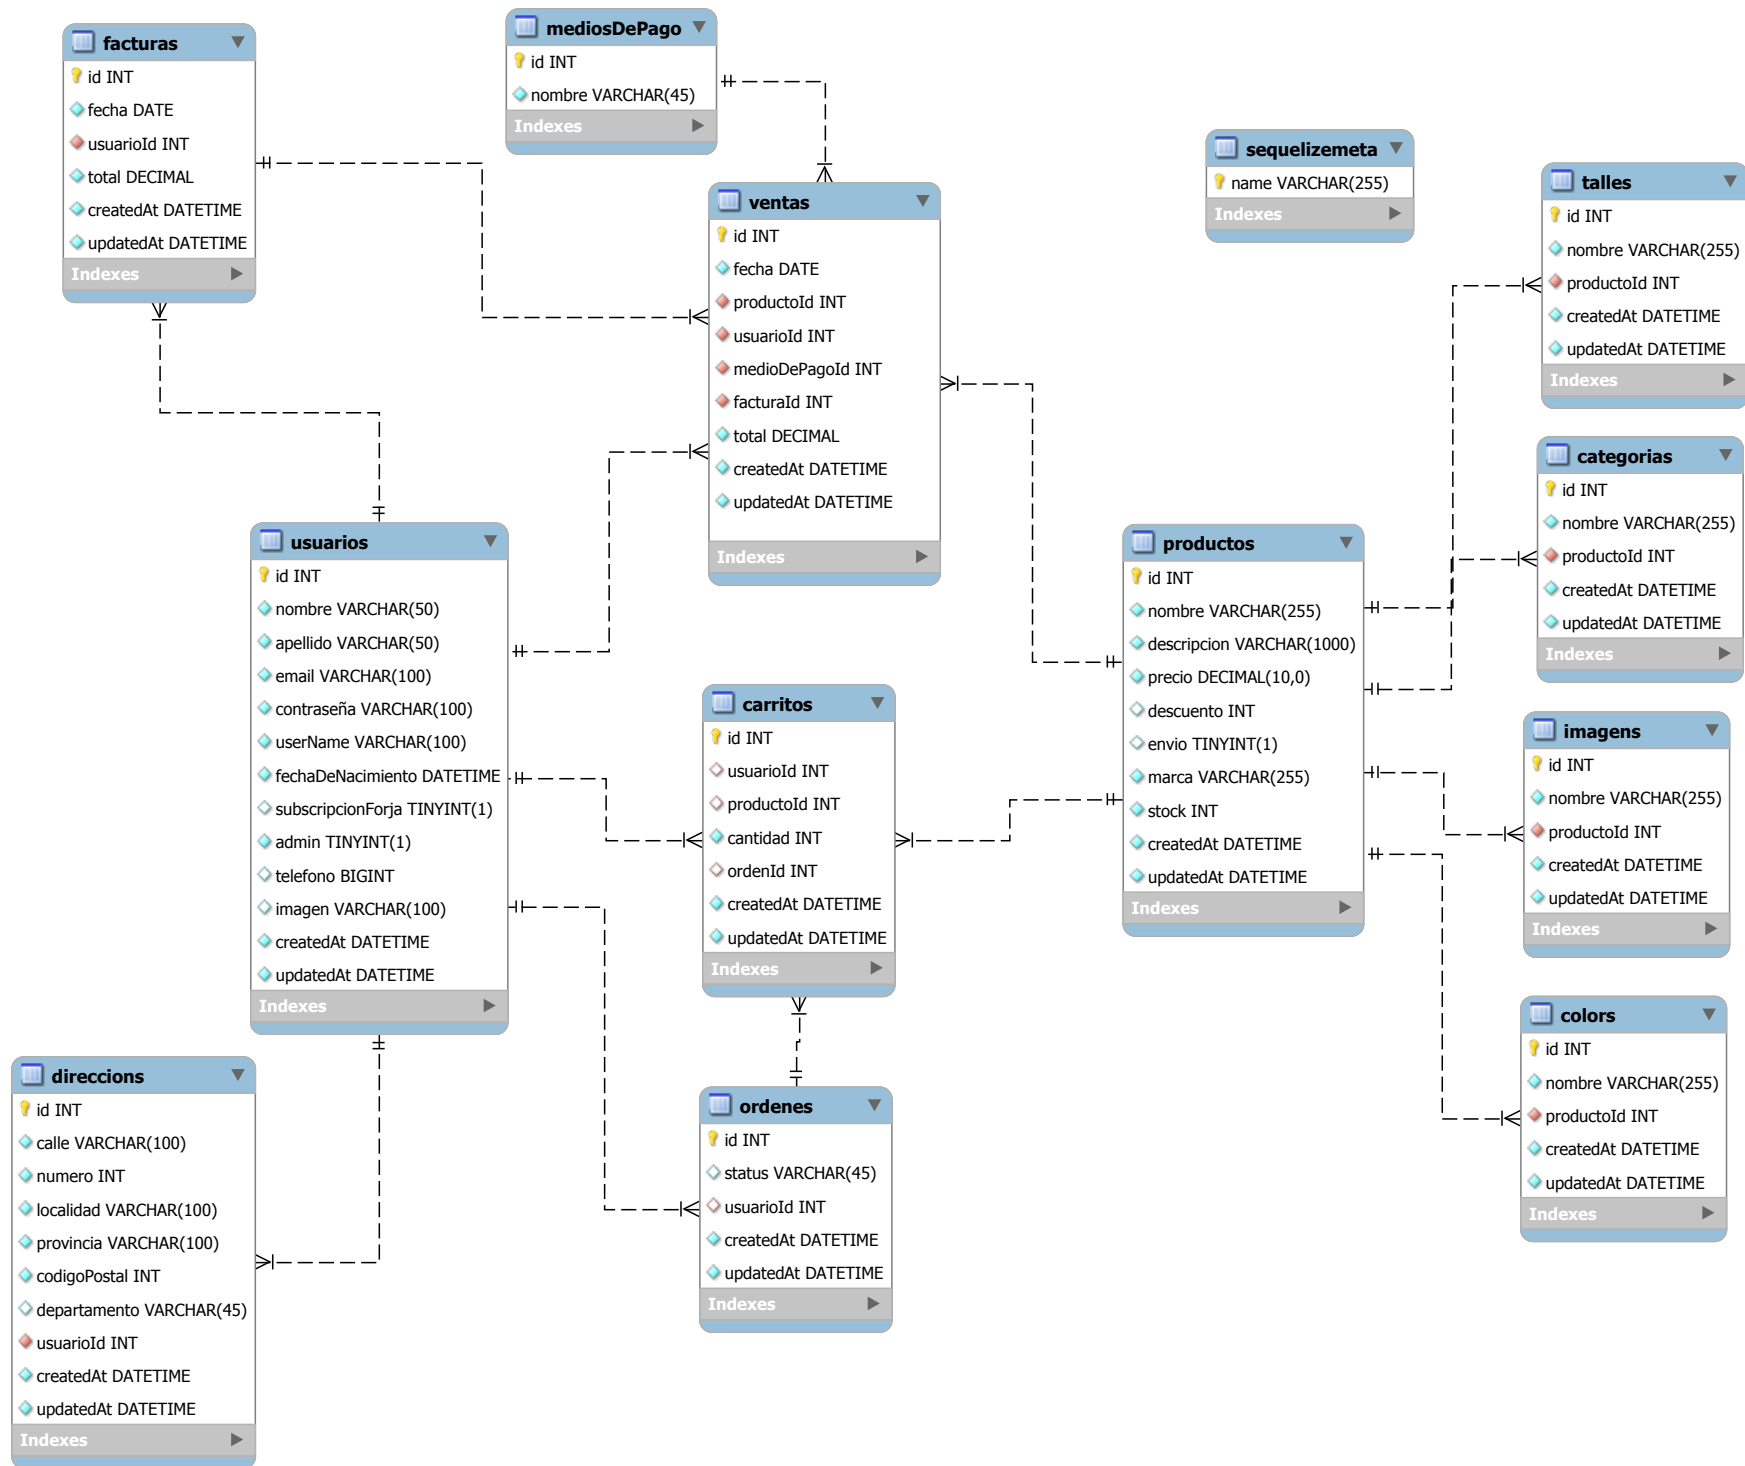 facturas
id INT
fecha DATE
usuarioId INT
total DECIMAL
createdAt DATETIME
updatedAt DATETIME
Indexes
mediosDePago
id INT
nombre VARCHAR(45)
Indexes
sequelizemeta
name VARCHAR(255)
Indexes
talles
id INT
nombre VARCHAR(255)
productoId INT
createdAt DATETIME
updatedAt DATETIME
Indexes
ventas
id INT
fecha DATE
productoId INT
usuarioId INT
medioDePagoId INT
facturaId INT
total DECIMAL
createdAt DATETIME
updatedAt DATETIME
Indexes
categorias
id INT
nombre VARCHAR(255)
productoId INT
createdAt DATETIME
updatedAt DATETIME
Indexes
usuarios
id INT
nombre VARCHAR(50)
apellido VARCHAR(50)
email VARCHAR(100)
contraseña VARCHAR(100)
userName VARCHAR(100)
fechaDeNacimiento DATETIME
subscripcionForja TINYINT(1)
admin TINYINT(1)
telefono BIGINT
imagen VARCHAR(100)
createdAt DATETIME
updatedAt DATETIME
Indexes
productos
id INT
nombre VARCHAR(255)
descripcion VARCHAR(1000)
precio DECIMAL(10,0)
descuento INT
envio TINYINT(1)
marca VARCHAR(255)
stock INT
createdAt DATETIME
updatedAt DATETIME
Indexes
carritos
id INT
usuarioId INT
productoId INT
cantidad INT
ordenId INT
createdAt DATETIME
updatedAt DATETIME
Indexes
imagens
id INT
nombre VARCHAR(255)
productoId INT
createdAt DATETIME
updatedAt DATETIME
Indexes
colors
id INT
nombre VARCHAR(255)
productoId INT
createdAt DATETIME
updatedAt DATETIME
Indexes
direccions
id INT
calle VARCHAR(100)
numero INT
localidad VARCHAR(100)
provincia VARCHAR(100)
codigoPostal INT
departamento VARCHAR(45)
usuarioId INT
createdAt DATETIME
updatedAt DATETIME
Indexes
ordenes
id INT
status VARCHAR(45)
usuarioId INT
createdAt DATETIME
updatedAt DATETIME
Indexes